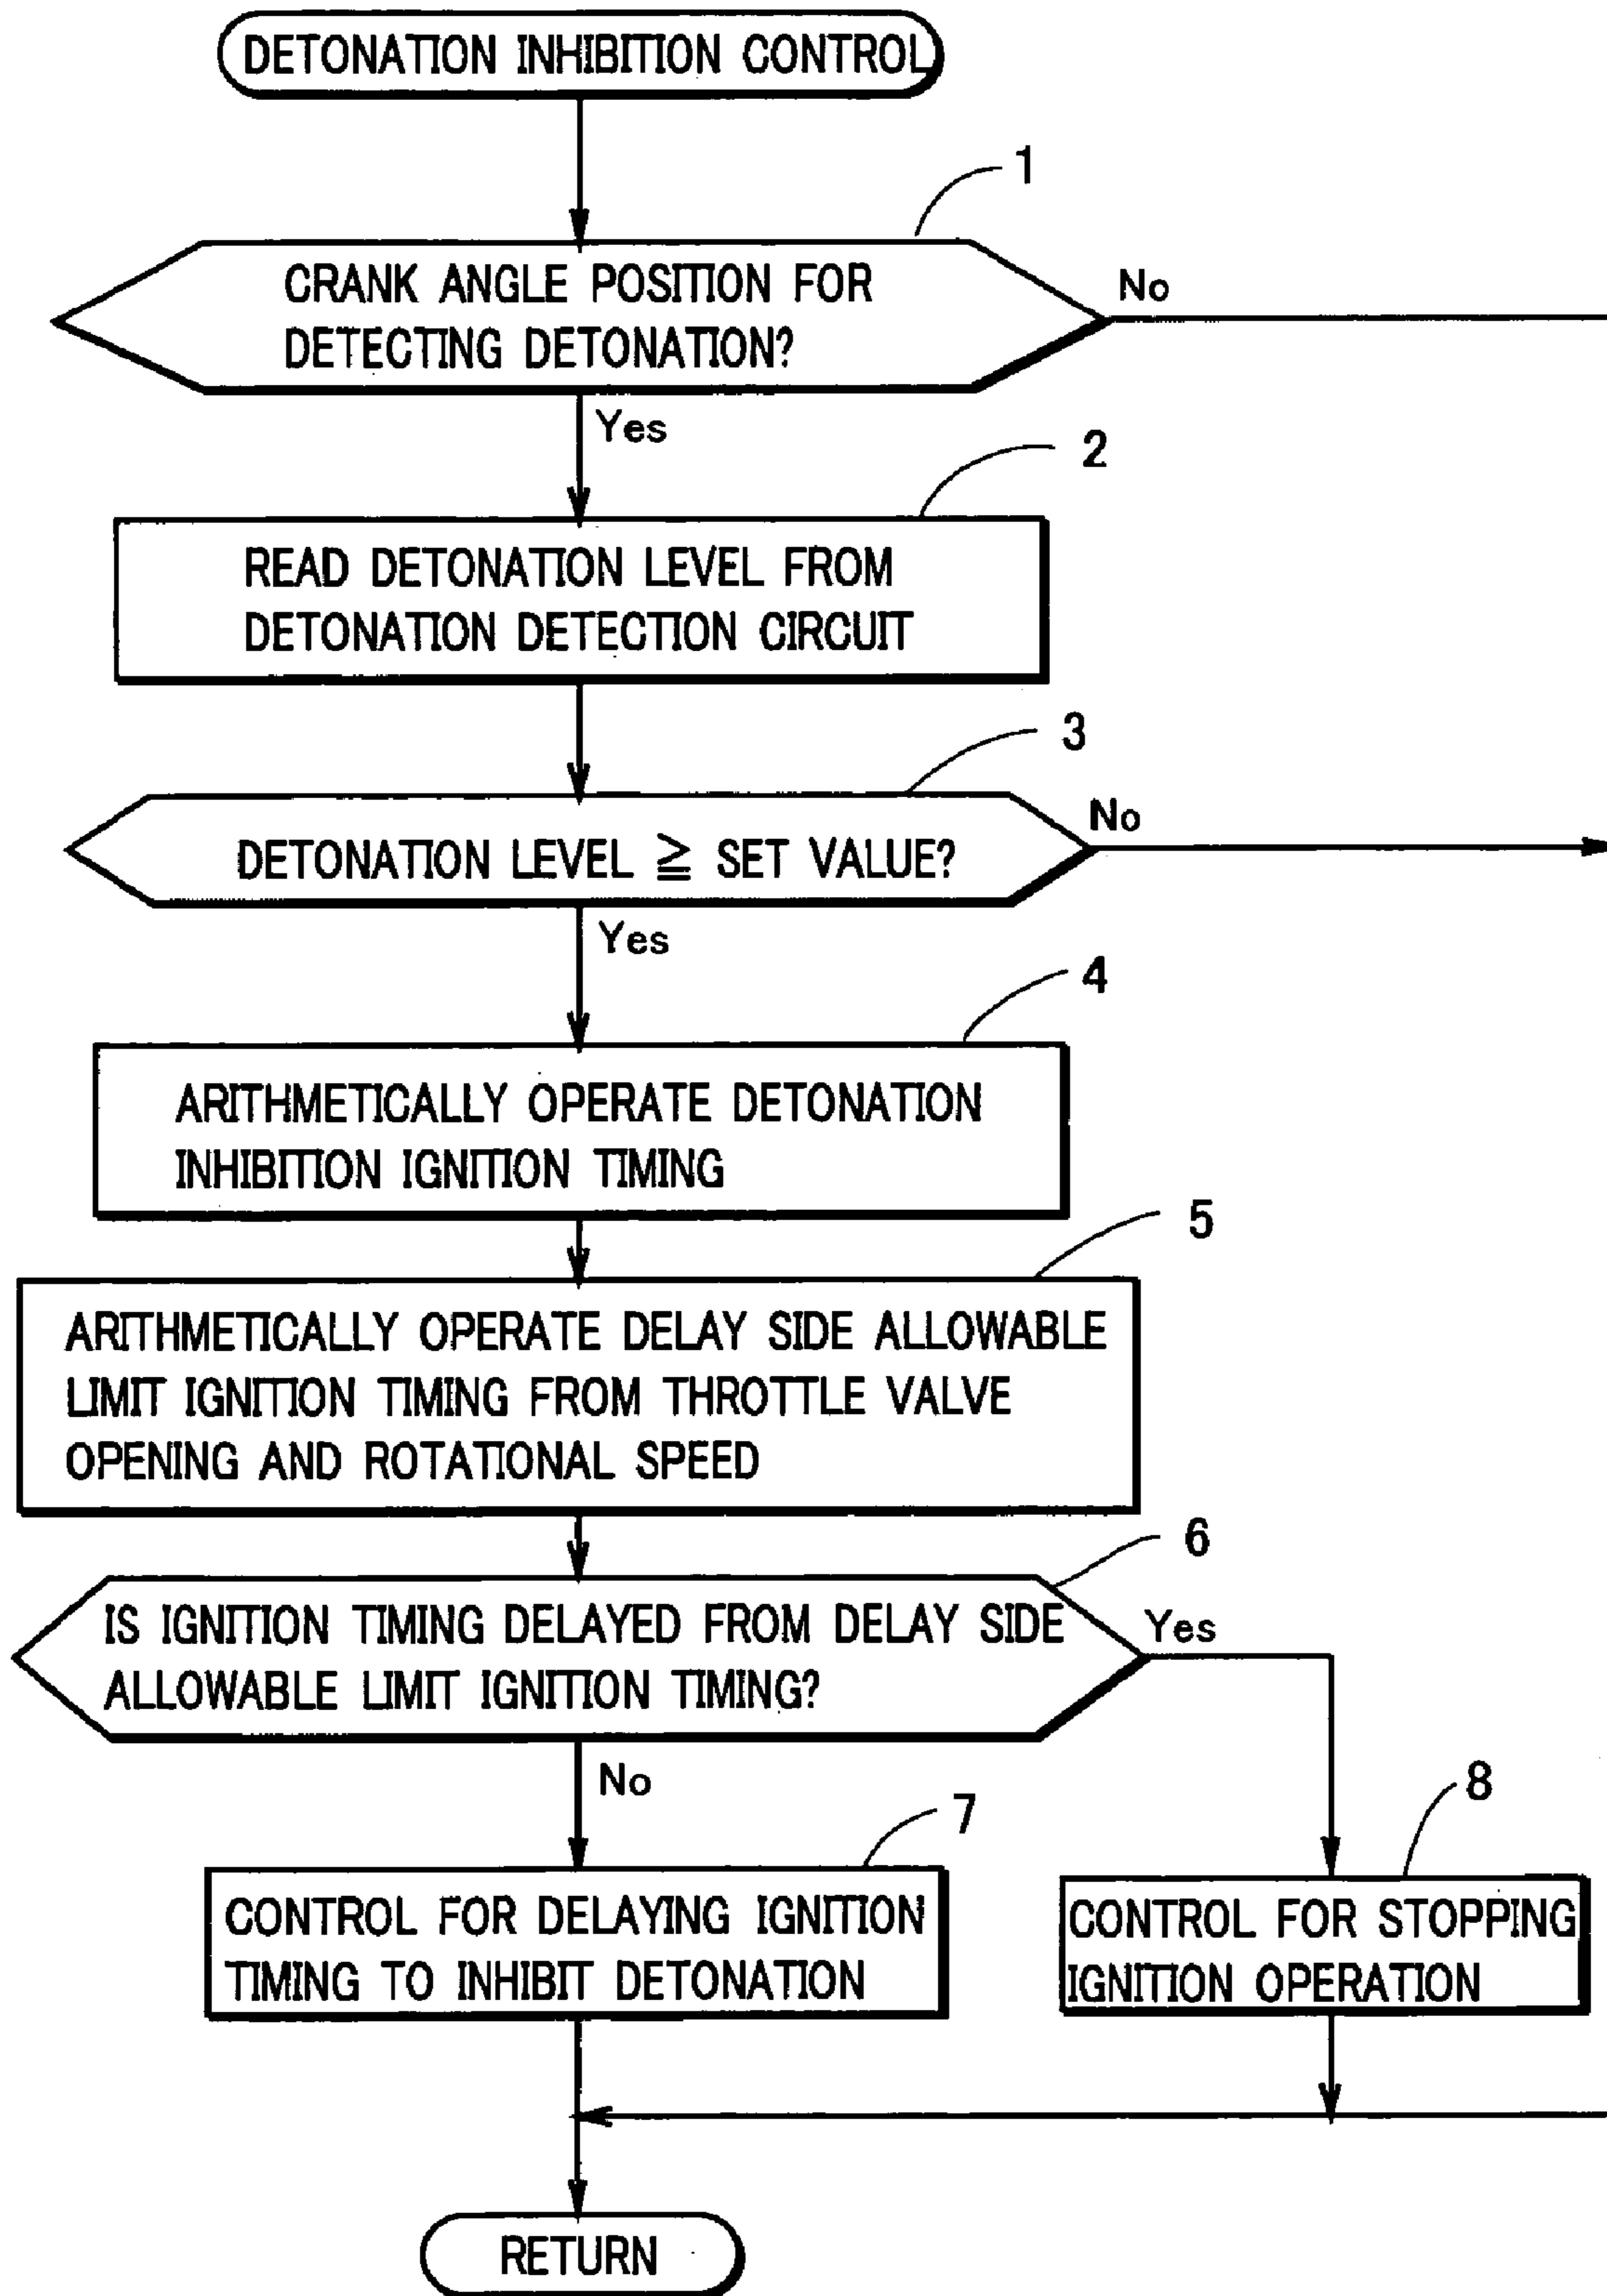 DETONATION INHIBITION CONTROL
1
CRANK ANGLE POSITION FOR
DETECTING DETONATION?
No
Yes
2
READ DETONATION LEVEL FROM
DETONATION DETECTION CIRCUIT
3
DETONATION LEVEL ≧ SET VALUE?
No
Yes
4
ARITHMETICALLY OPERATE DETONATION
INHIBITION IGNITION TIMING
5
ARITHMETICALLY OPERATE DELAY SIDE ALLOWABLE
LIMIT IGNITION TIMING FROM THROTTLE VALVE
OPENING AND ROTATIONAL SPEED
6
IS IGNITION TIMING DELAYED FROM DELAY SIDE
ALLOWABLE LIMIT IGNITION TIMING?
Yes
No
7
CONTROL FOR DELAYING IGNITION
TIMING TO INHIBIT DETONATION
8
CONTROL FOR STOPPING
IGNITION OPERATION
RETURN